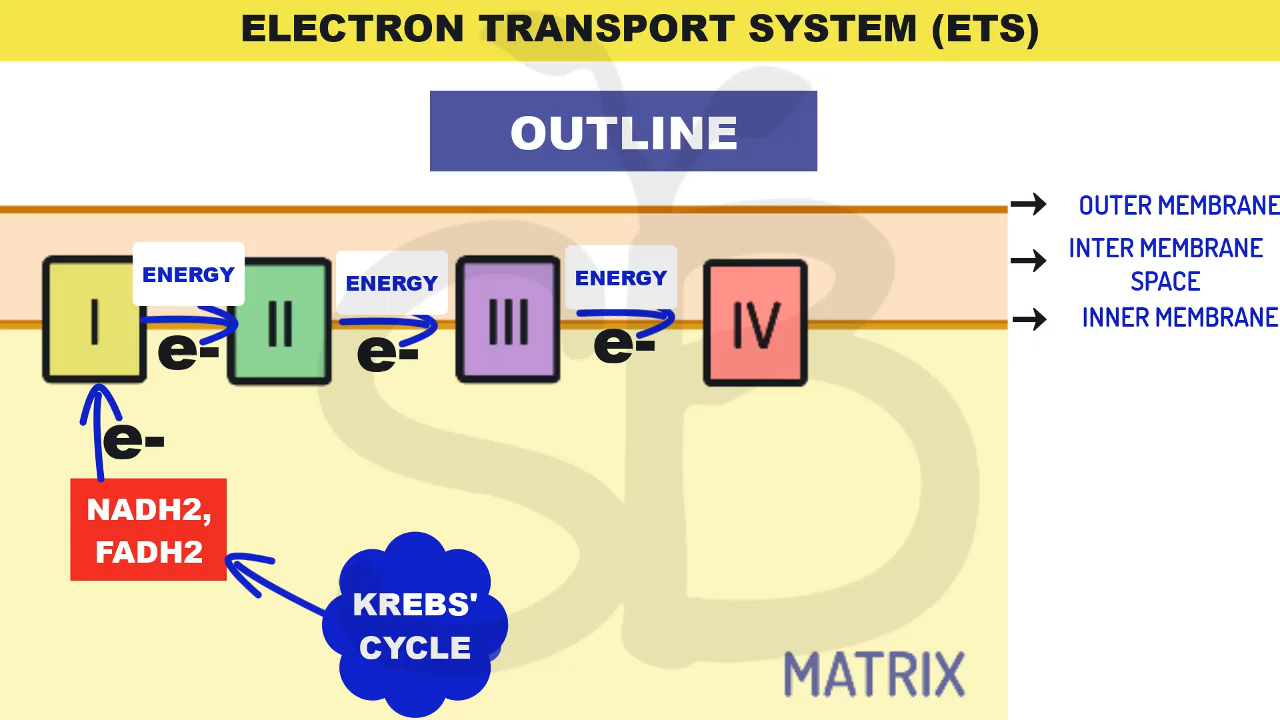 ELECTRON TRANSPORT SYSTEM (ETS)
OUTLINE
OUTER MEMBRANE
INTER MEMBRANE
SPACE
INNER MEMBRANE
ENERGY
ENERGY
ENERGY
I
II
III
IV
e-
e-
e-
e-
NADH2,
FADH2
KREBS'
CYCLE
MATRIX
SB